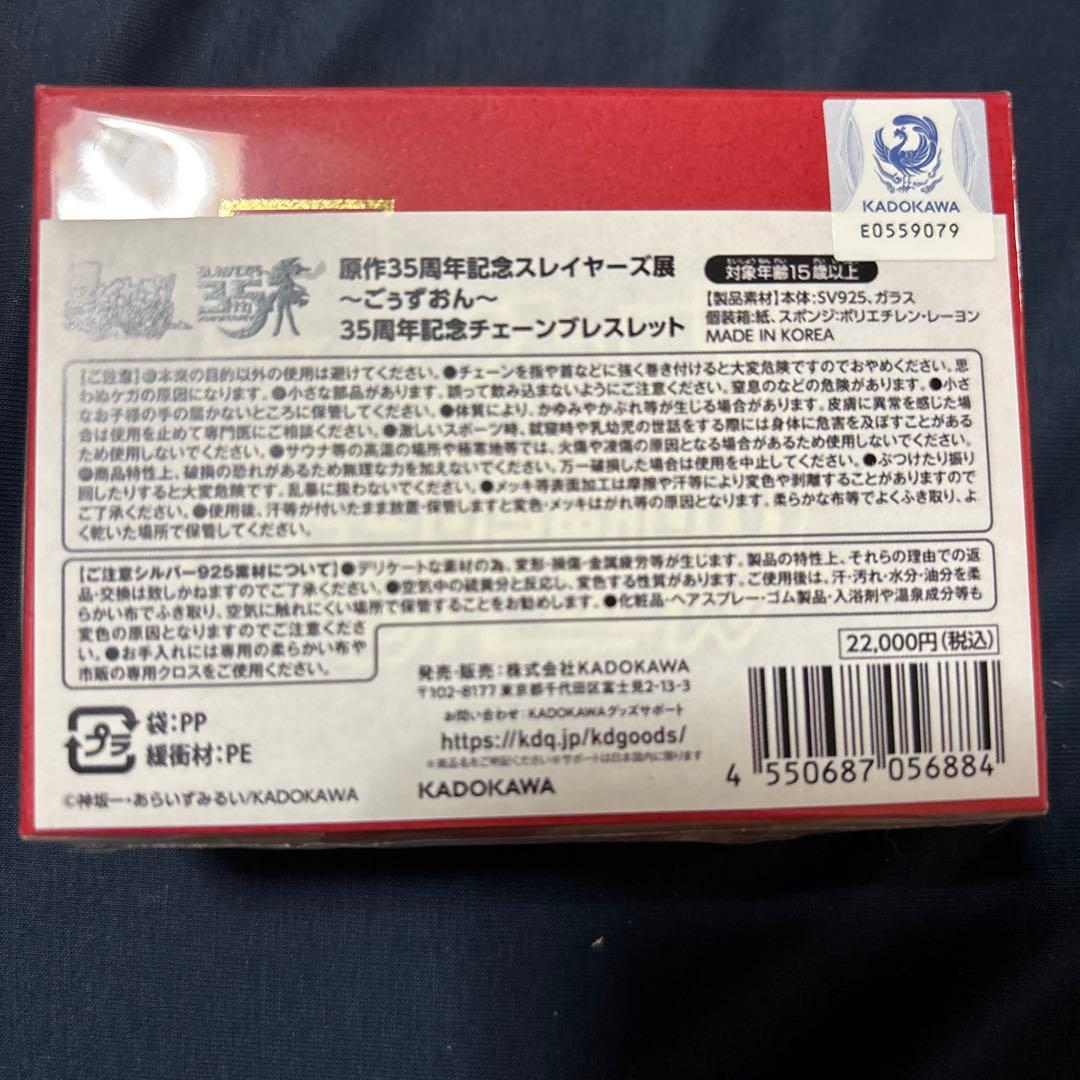 KADOKAWA
E0559079
35th
原作35周年記念スレイヤーズ展
～ごぅずおん～
35周年記念チェーンブレスレット
対象年齢15歳以上
【製品素材】本体:SV925、ガラス
個装箱:紙、スポンジ:ポリエチレン・レーヨン
MADE IN KOREA
【ご注意】●本来の目的以外の使用は避けてください。●チェーンを指や首などに強く巻き付けると大変危険ですのでおやめください。思
わぬケガの原因になります。●小さな部品があります。誤って飲み込まないようにご注意ください。窒息のなどの危険があります。●小さ
なお子様の手の届かないところに保管してください。●体質により、かゆみやかぶれ等が生じる場合があります。皮膚に異常を感じた場
合は使用を止めて専門医にご相談ください。●激しいスポーツ時、就寝時や乳幼児の世話をする際には身体に危害を及ぼすことがある
ため使用しないでください。●サウナ等の高温の場所や極寒地等では、火傷や凍傷の原因となる場合があるため使用しないでください。
●商品特性上、破損の恐れがあるため無理な力を加えないでください。万一破損した場合は使用を中止してください。●ぶつけたり振り
回したりすると大変危険です。乱暴に扱わないでください。●メッキ等表面加工は摩擦や汗等により変色や剥離することがありますので
ご了承ください。●使用後、汗等が付いたまま放置・保管しますと変色・メッキはがれ等の原因となります。柔らかな布等でよくふき取り、よ
く乾いた場所で保管してください。
【ご注意シルバー925素材について】●デリケートな素材の為、変形・損傷・金属疲労等が生じます。製品の特性上、それらの理由での返
品・交換は致しかねますのでご了承ください。●空気中の硫黄分と反応し、変色する性質があります。ご使用後は、汗・汚れ・水分・油分を柔
らかい布でふき取り、空気に触れにくい場所で保管することをお勧めします。●化粧品・ヘアスプレー・ゴム製品・入浴剤や温泉成分等も
変色の原因となりますのでご注意くださ
い。●お手入れには専用の柔らかい布や
市販の専用クロスをご使用ください。
22,000円(税込)
発売・販売:株式会社KADOKAWA
〒102-8177 東京都千代田区富士見2-13-3
お問い合わせ:KADOKAWAグッズサポート
https://kdq.jp/kdgoods/
※商品名をご明記ください※サポートは日本国内に限ります
KADOKAWA
プラ
袋:PP
緩衝材:PE
©神坂一・あらいずみるい/KADOKAWA
4 550687 056884